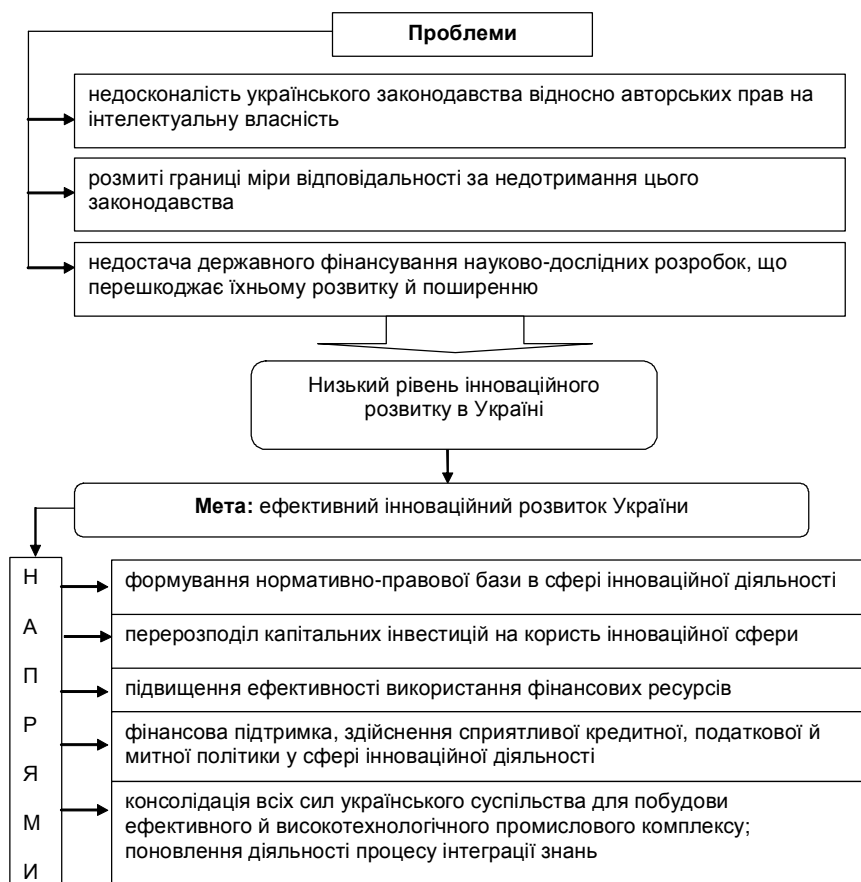 Проблеми
недосконалість українського законодавства відносно авторських прав на
інтелектуальну власність
розмиті границі міри відповідальності за недотримання цього
законодавства
недостача державного фінансування науково-дослідних розробок, що
перешкоджає їхньому розвитку й поширенню
Низький рівень інноваційного
розвитку в Україні
Мета: ефективний інноваційний розвиток України
Н
А
П
Р
Я
М
И
формування нормативно-правової бази в сфері інноваційної діяльності
перерозподіл капітальних інвестицій на користь інноваційної сфери
підвищення ефективності використання фінансових ресурсів
фінансова підтримка, здійснення сприятливої кредитної, податкової й
митної політики у сфері інноваційної діяльності
консолідація всіх сил українського суспільства для побудови
ефективного й високотехнологічного промислового комплексу;
поновлення діяльності процесу інтеграції знань